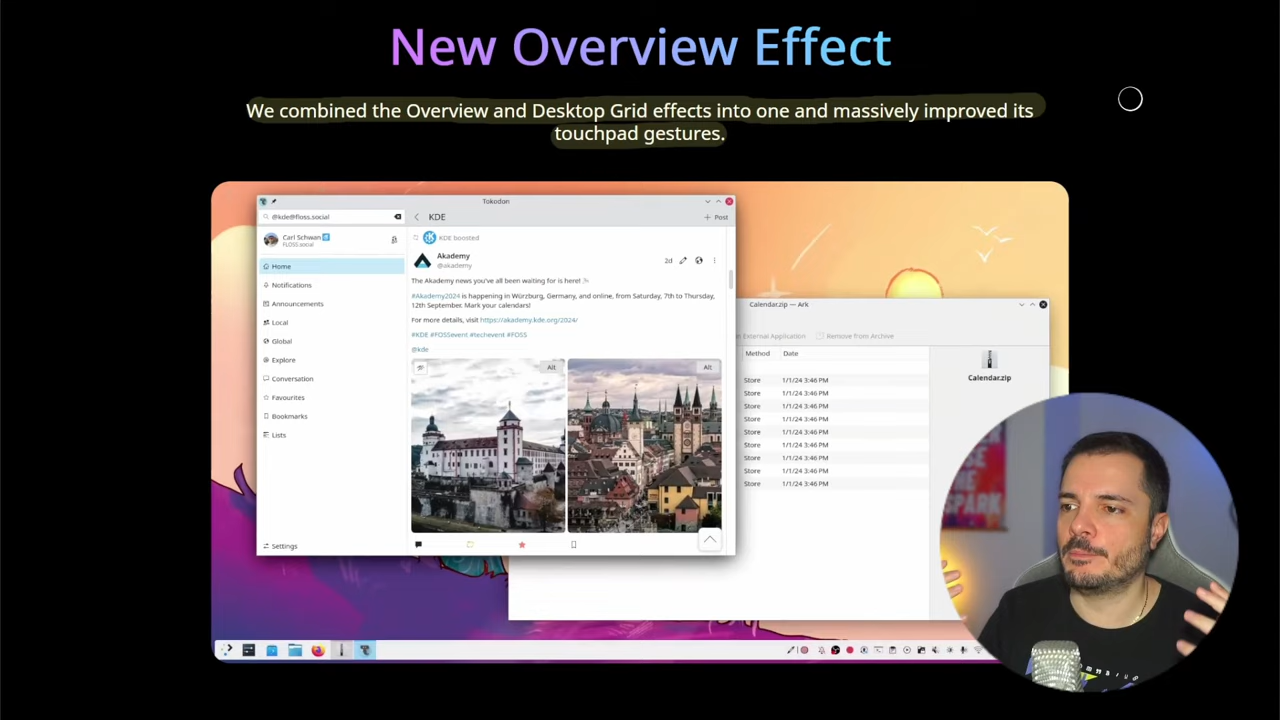 New Overview Effect
We combined the Overview and Desktop Grid effects into one and massively improved its
touchpad gestures.
Tokodon
@kde@floss.social
KDE
Post
Carl Schwan
FLOSS.social
KDE boosted
Akademy
@akademy
2d
Home
Notifications
Announcements
Local
Global
Explore
Conversation
Favourites
Bookmarks
Lists
Settings
The Akademy news you've all been waiting for is here!
#Akademy2024 is happening in Würzburg, Germany, and online, from Saturday, 7th to Thursday,
12th September. Mark your calendars!
For more details, visit https://akademy.kde.org/2024/
#KDE #FOSSevent #techevent #FOSS
@kde
Alt
Alt
Calendar.zip — Ark
External Application
Remove from Archive
Method Date
Store 1/1/24 3:46 PM
Store 1/1/24 3:46 PM
Store 1/1/24 3:46 PM
Store 1/1/24 3:46 PM
Store 1/1/24 3:46 PM
Store 1/1/24 3:46 PM
Store 1/1/24 3:46 PM
Store 1/1/24 3:46 PM
Store 1/1/24 3:46 PM
Calendar.zip
THE
SPARK